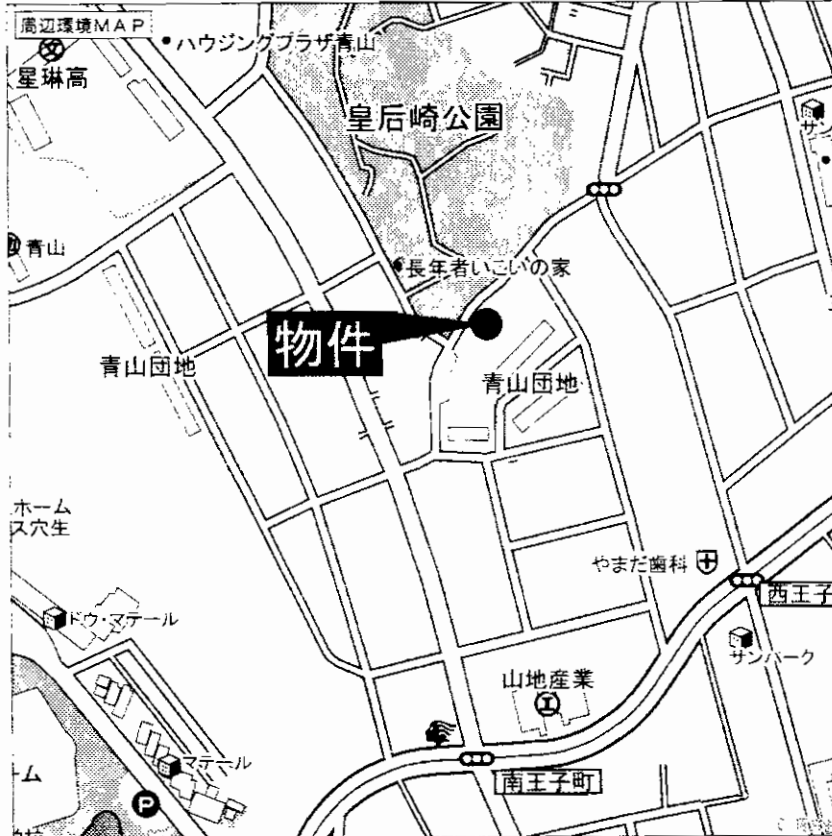 周辺環境MAP
・ハウジングプラザ青山
星琳高
皇后崎公園
サン
青山
長年者いこいの家
物件
青山団地
青山団地
ホーム
ス穴生
やまだ歯科
西王子
ドウ・マテール
サンパーク
山地産業
マテール
ーム
南王子町
P